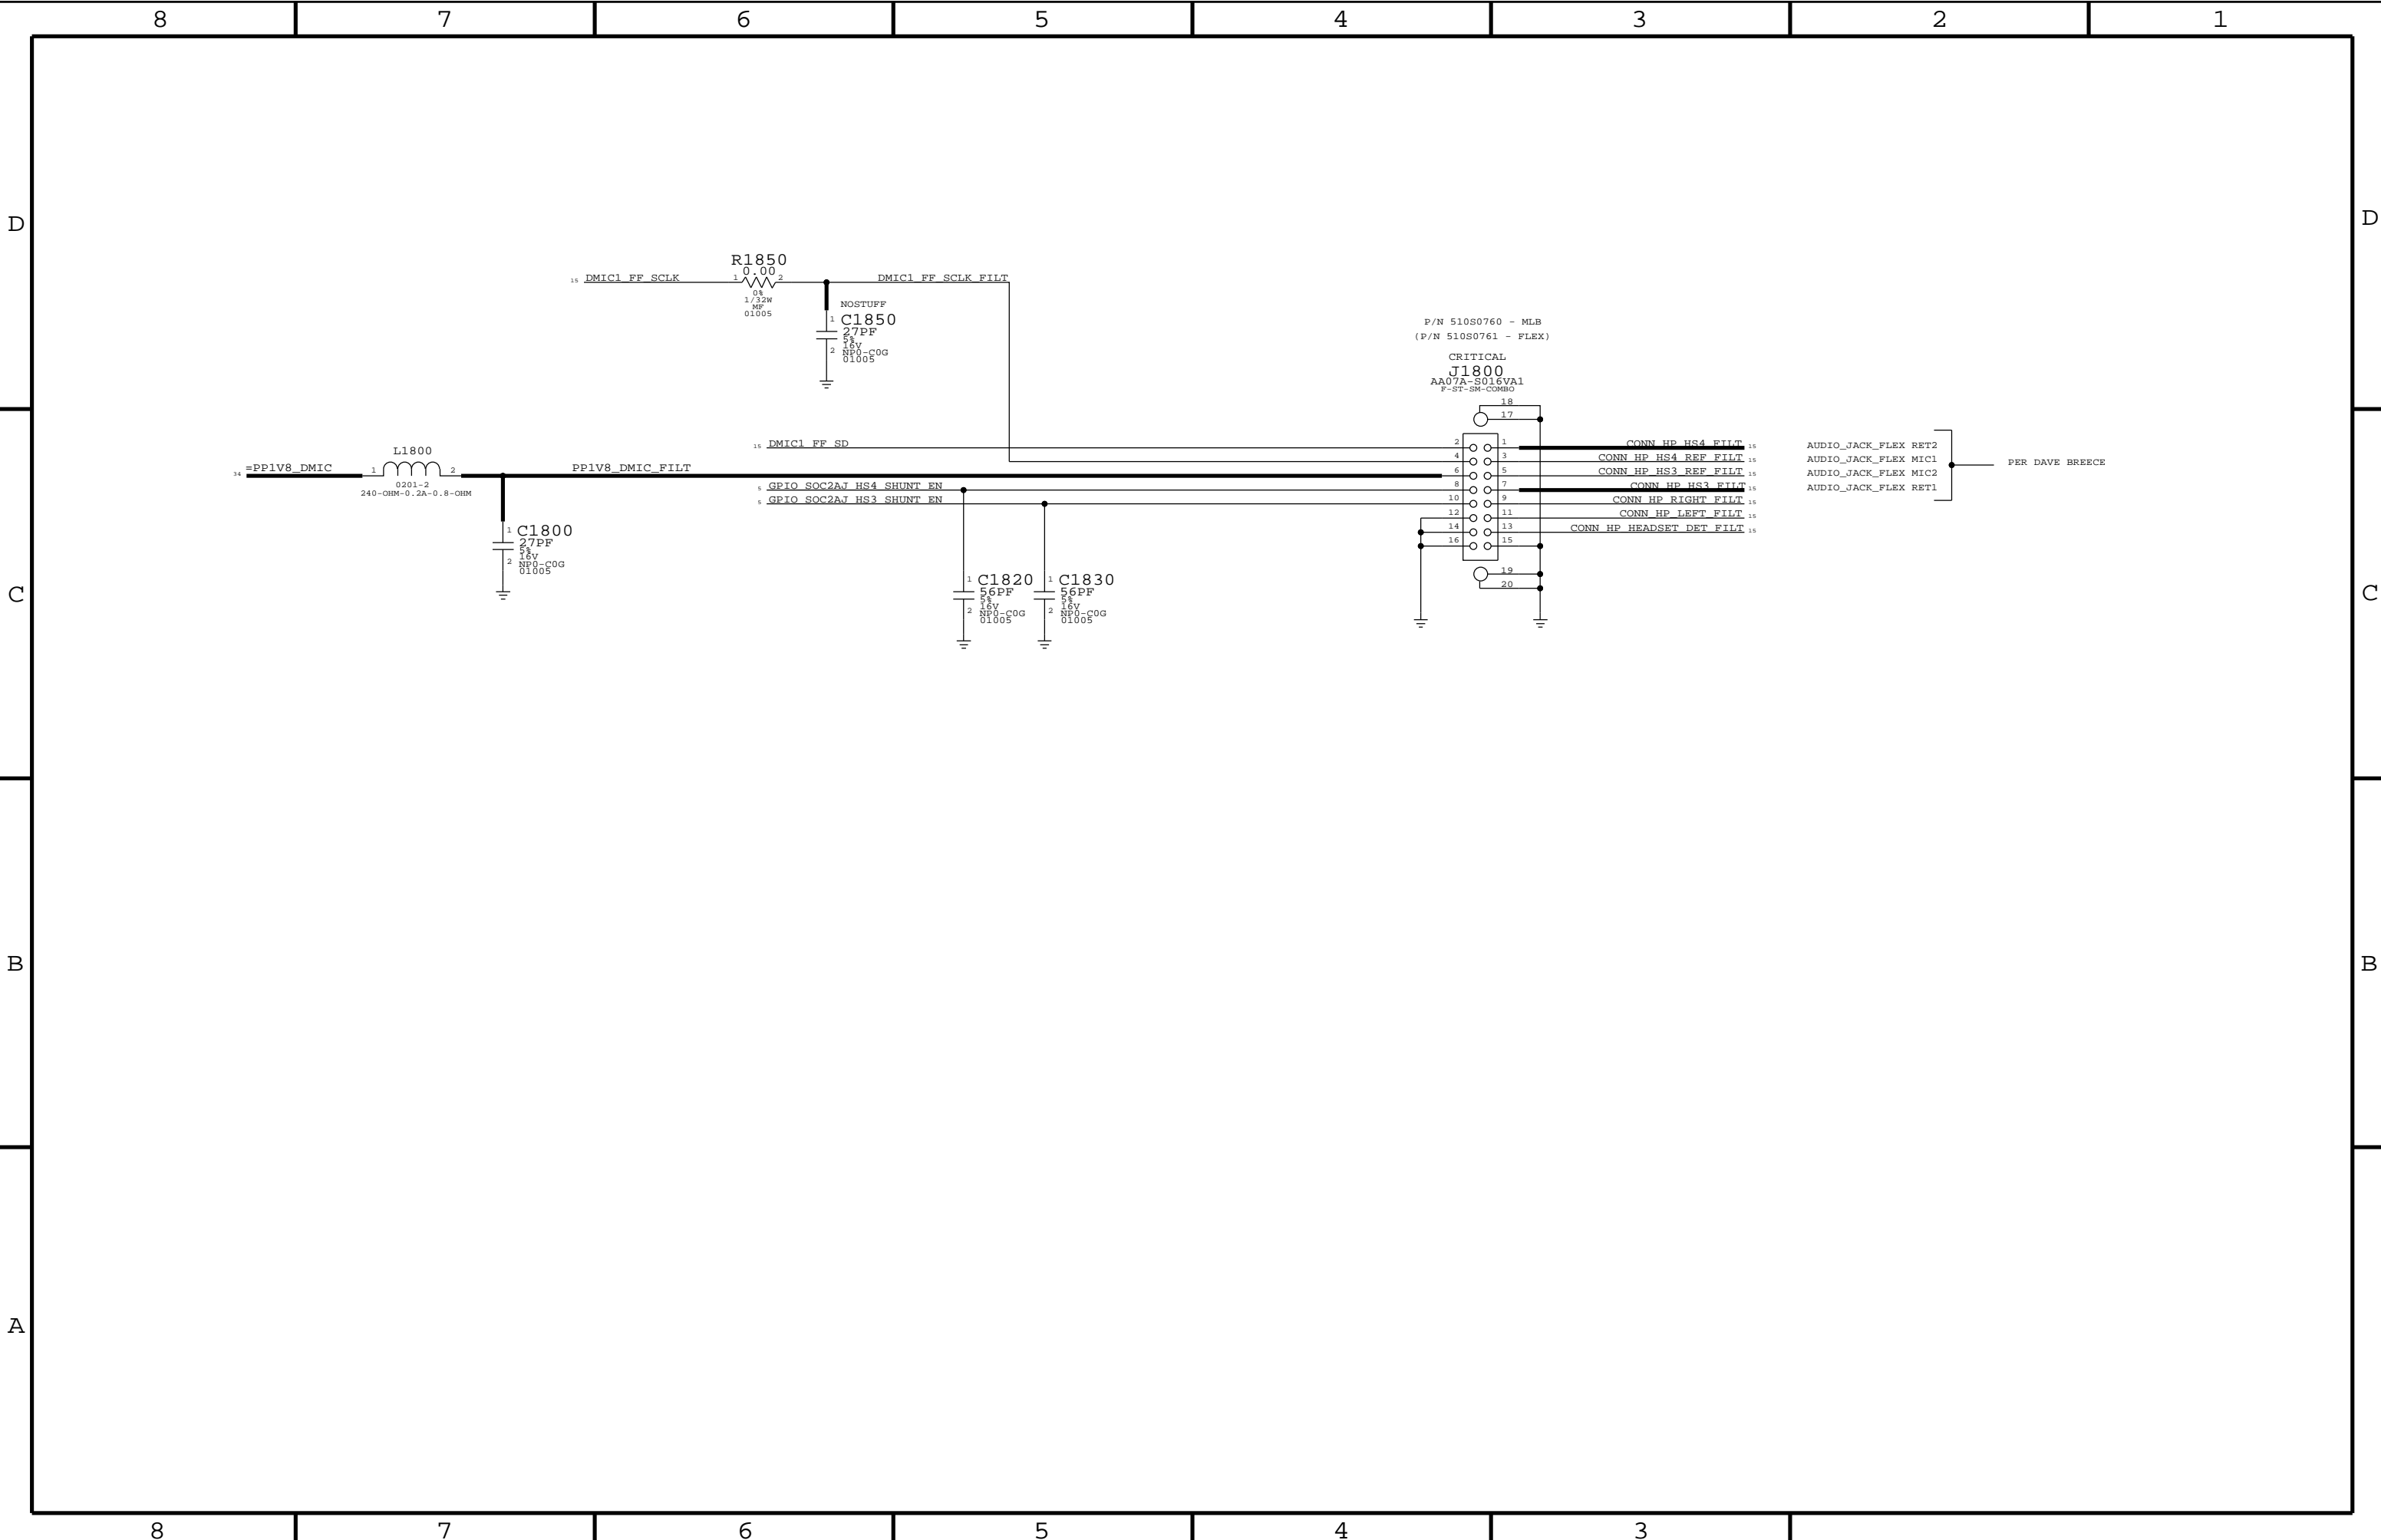 8 7 6 5 4 3 2 1
D D
R1850
0.00
15 DMIC1_FF_SCLK 1 2 DMIC1_FF_SCLK_FILT
0%
1/32W
MF
01005
NOSTUFF
1 C1850
27PF
5%
16V
2 NP0-C0G
01005
P/N 510S0760 - MLB
(P/N 510S0761 - FLEX)
CRITICAL
J1800
AA07A-S016VA1
F-ST-SM-COMBO
18
17
15 DMIC1_FF_SD 2 1 CONN_HP_HS4_FILT 15 AUDIO_JACK_FLEX RET2
4 3 CONN_HP_HS4_REF_FILT 15 AUDIO_JACK_FLEX MIC1
PER DAVE BREECE
L1800
34 =PP1V8_DMIC 1 2 PP1V8_DMIC_FILT 6 5 CONN_HP_HS3_REF_FILT 15 AUDIO_JACK_FLEX MIC2
0201-2
240-OHM-0.2A-0.8-OHM
5 GPIO_SOC2AJ_HS4_SHUNT_EN 8 7 CONN_HP_HS3_FILT 15 AUDIO_JACK_FLEX RET1
5 GPIO_SOC2AJ_HS3_SHUNT_EN 10 9 CONN_HP_RIGHT_FILT 15
12 11 CONN_HP_LEFT_FILT 15
14 13 CONN_HP_HEADSET_DET_FILT 15
16 15
1 C1800
27PF
5%
16V
2 NP0-C0G
01005
19
20
1 C1820 1 C1830
56PF 56PF
5% 5%
16V 16V
2 NP0-C0G 2 NP0-C0G
01005 01005
C C
B B
A
8 7 6 5 4 3